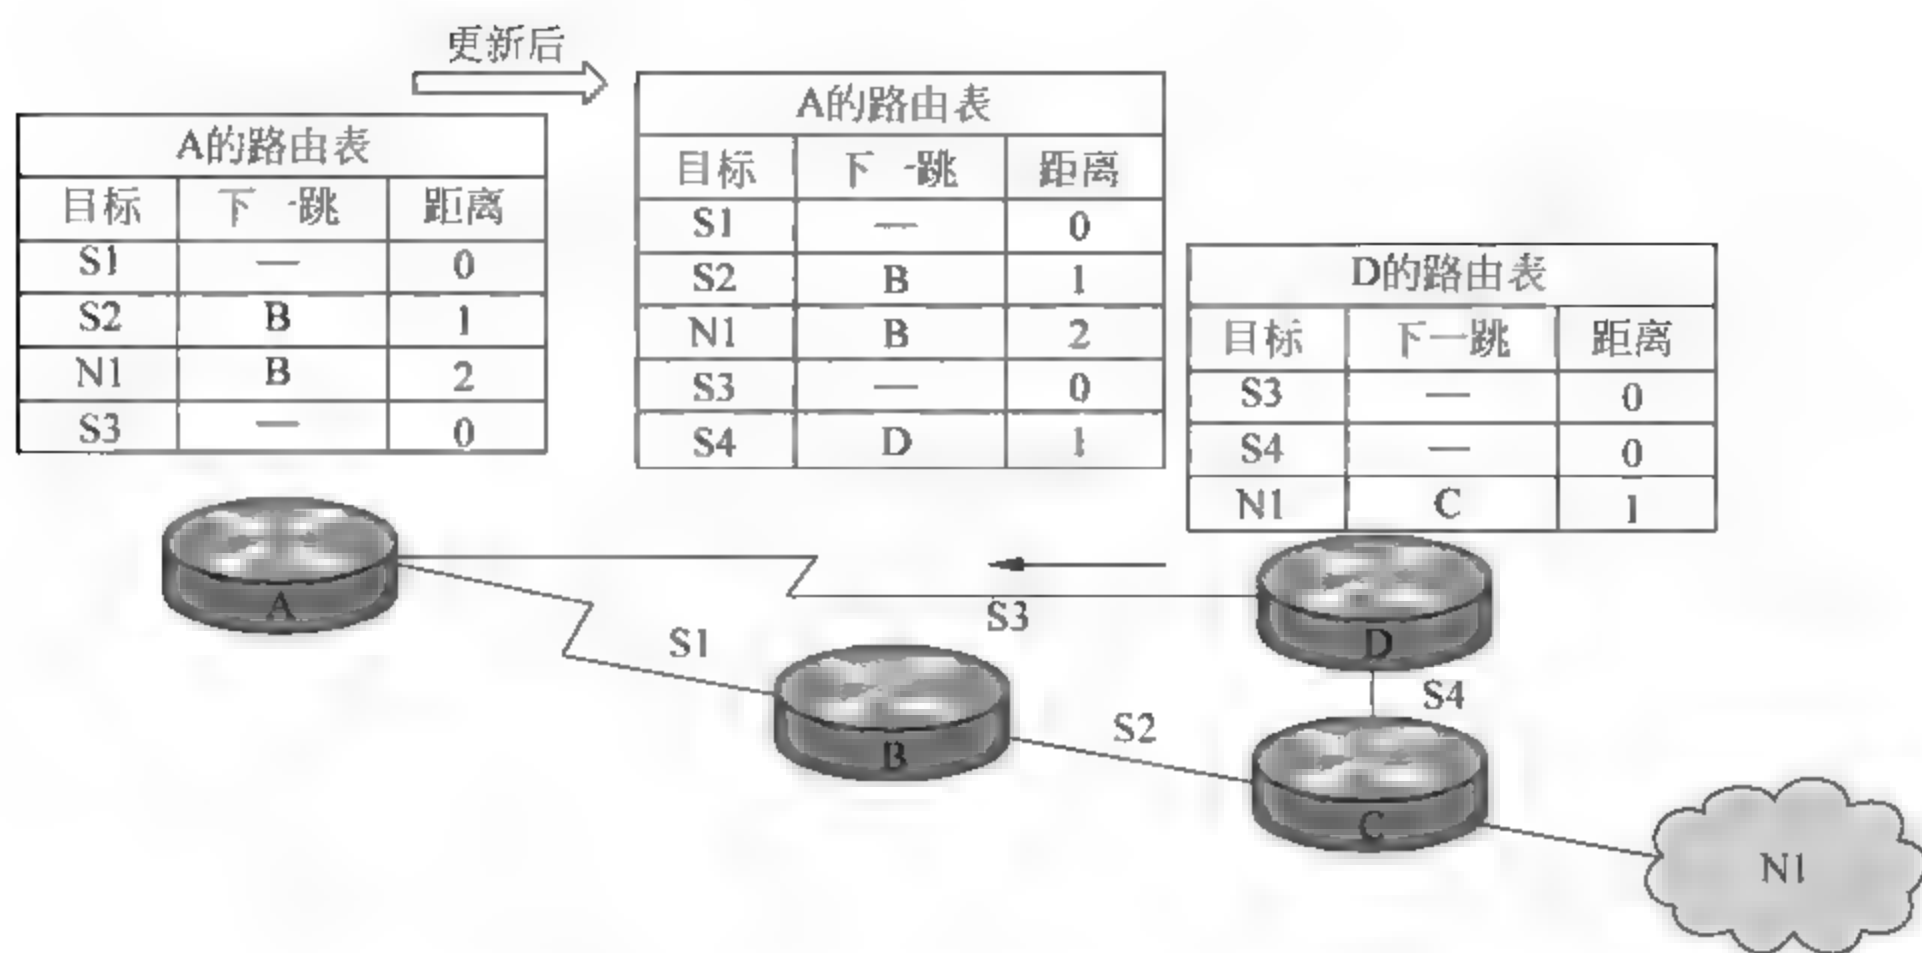 更新后
A的路由表
目标 下一跳 距离
S1 — 0
S2 B 1
N1 B 2
S3 — 0
A的路由表
目标 下一跳 距离
S1 — 0
S2 B 1
N1 B 2
S3 — 0
S4 D 1
D的路由表
目标 下一跳 距离
S3 — 0
S4 — 0
N1 C 1
A
S3
D
S1
S4
B
S2
C
N1